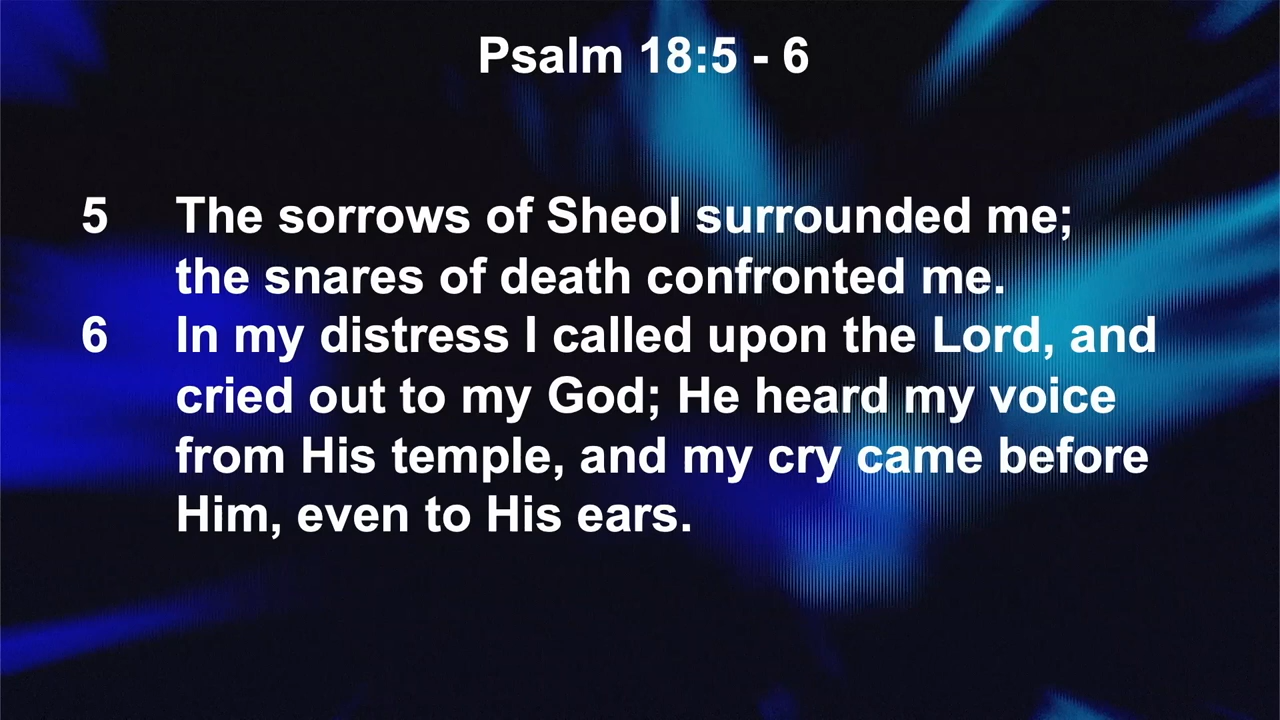 Psalm 18:5 - 6
5 The sorrows of Sheol surrounded me;
the snares of death confronted me.
6 In my distress I called upon the Lord, and
cried out to my God; He heard my voice
from His temple, and my cry came before
Him, even to His ears.